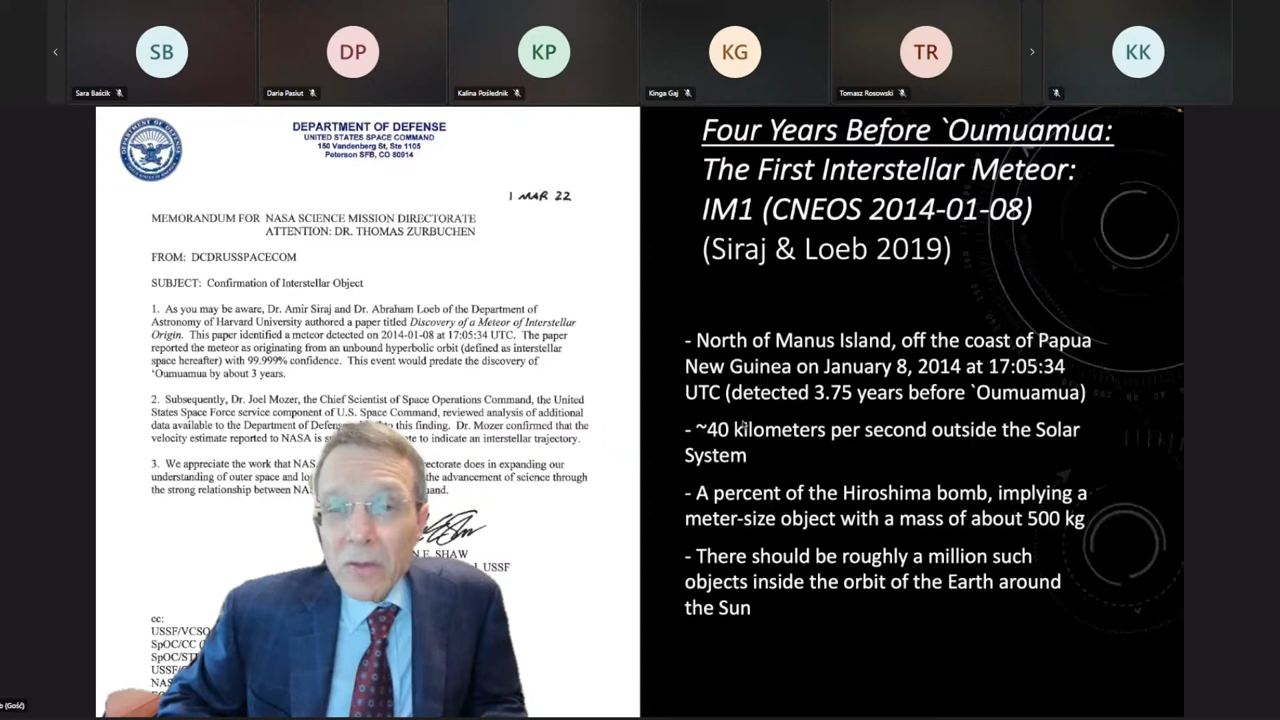 SB
DP
KP
KG
TR
KK
Sara Baścik
Daria Pasiut
Kalina Poślednik
Kinga Gaj
Tomasz Rosowski
DEPARTMENT OF DEFENSE
UNITED STATES SPACE COMMAND
150 Vandenberg St, Ste 1105
Peterson SFB, CO 80914
1 MAR 22
MEMORANDUM FOR NASA SCIENCE MISSION DIRECTORATE
ATTENTION: DR. THOMAS ZURBUCHEN
FROM: DCDRUSSPACECOM
SUBJECT: Confirmation of Interstellar Object
1. As you may be aware, Dr. Amir Siraj and Dr. Abraham Loeb of the Department of
Astronomy of Harvard University authored a paper titled Discovery of a Meteor of Interstellar
Origin. This paper identified a meteor detected on 2014-01-08 at 17:05:34 UTC. The paper
reported the meteor as originating from an unbound hyperbolic orbit (defined as interstellar
space hereafter) with 99.999% confidence. This event would predate the discovery of
'Oumuamua by about 3 years.
2. Subsequently, Dr. Joel Mozer, the Chief Scientist of Space Operations Command, the United
States Space Force service component of U.S. Space Command, reviewed analysis of additional
data available to the Department of Defens to this finding. Dr. Mozer confirmed that the
velocity estimate reported to NASA is s te to indicate an interstellar trajectory.
3. We appreciate the work that NAS rectorate does in expanding our
understanding of outer space and lo the advancement of science through
the strong relationship between NA mand.
N E. SHAW
l, USSF
cc:
USSF/VCSO
SpOC/CC (
SpOC/ST
USSF/
NAS
Four Years Before `Oumuamua:
The First Interstellar Meteor:
IM1 (CNEOS 2014-01-08)
(Siraj & Loeb 2019)
- North of Manus Island, off the coast of Papua
New Guinea on January 8, 2014 at 17:05:34
UTC (detected 3.75 years before `Oumuamua)
- ~40 kilometers per second outside the Solar
System
- A percent of the Hiroshima bomb, implying a
meter-size object with a mass of about 500 kg
- There should be roughly a million such
objects inside the orbit of the Earth around
the Sun
b (Gość)